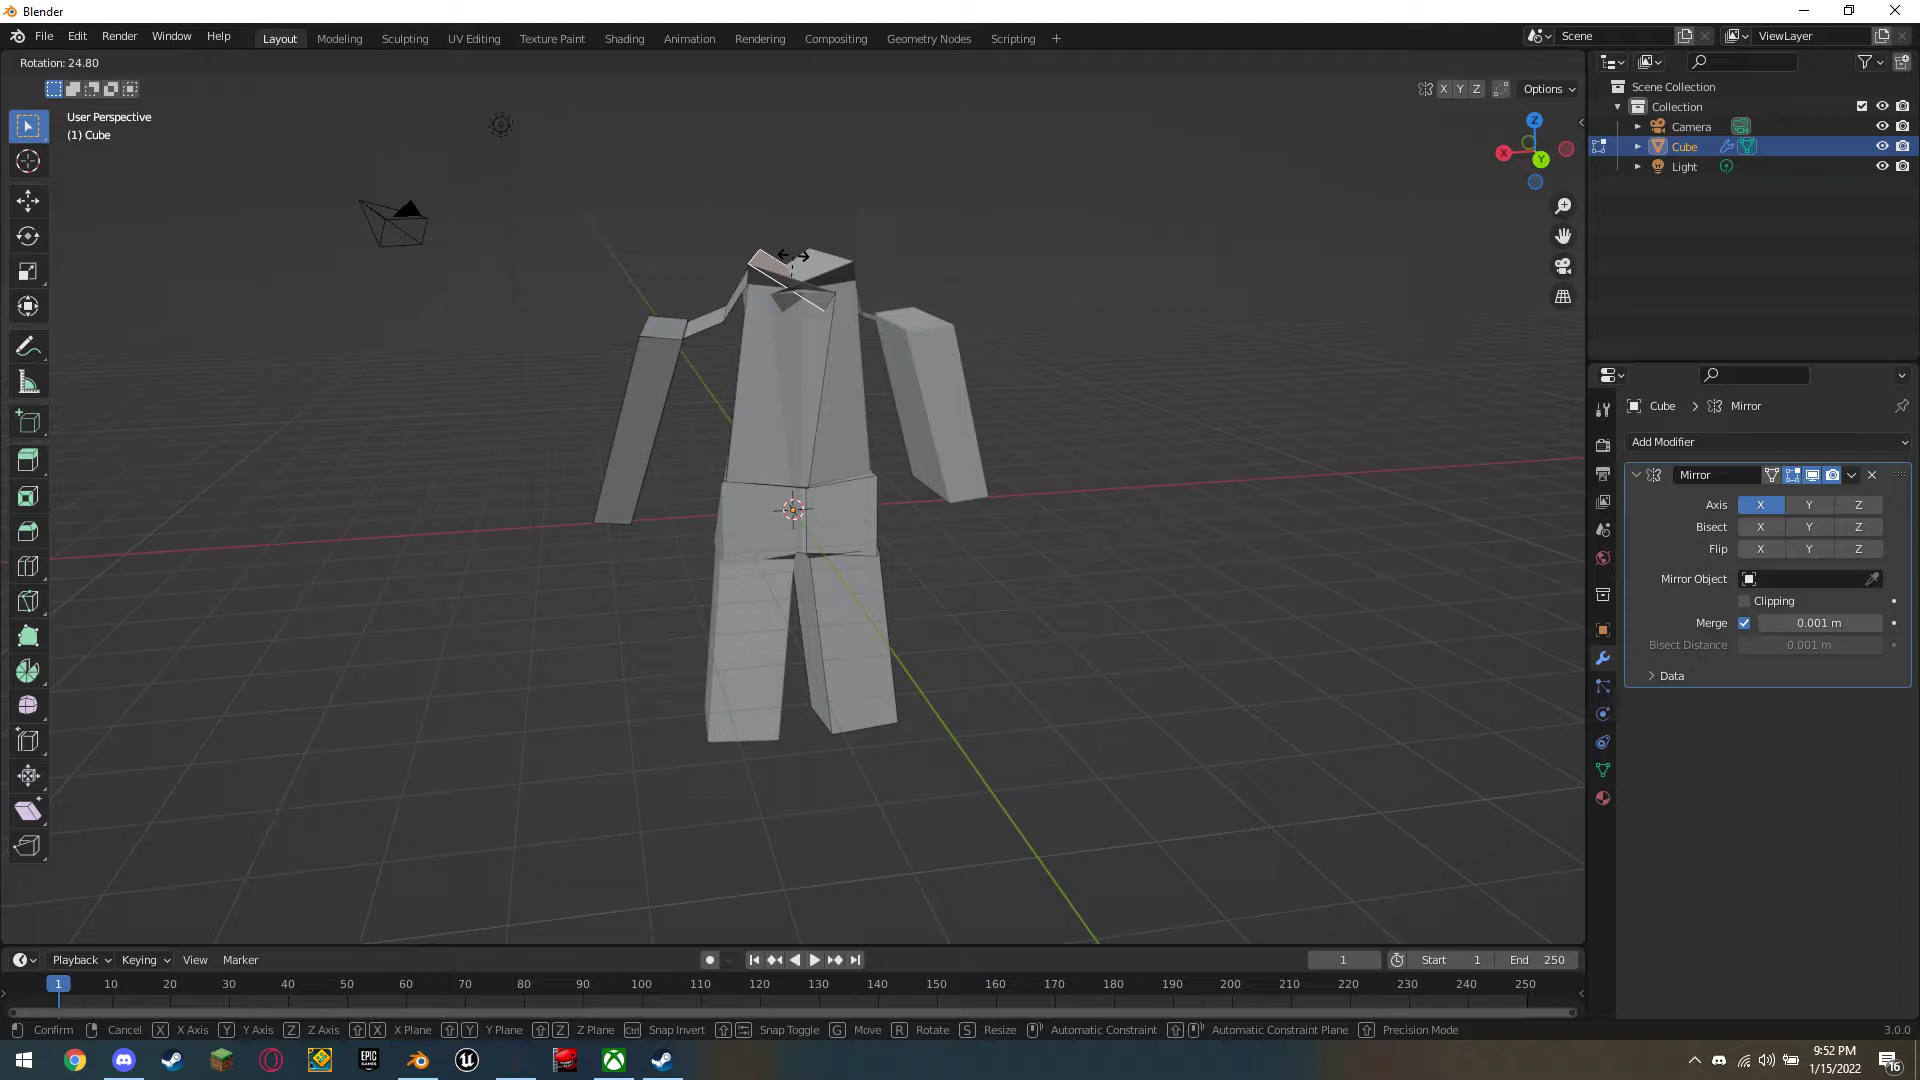 Blender
File Edit Render Window Help Layout Modeling Sculpting UV Editing Texture Paint Shading Animation Rendering Compositing Geometry Nodes Scripting + Scene ViewLayer
Rotation: 24.80
X Y Z Options
User Perspective
(1) Cube
Z
X
Y
Scene Collection
Collection
Camera
Cube
Light
Cube Mirror
Add Modifier
Mirror
Axis X Y Z
Bisect X Y Z
Flip X Y Z
Mirror Object
Clipping
Merge 0.001 m
Bisect Distance 0.001 m
Data
Playback Keying View Marker 1 Start 1 End 250
1 10 20 30 40 50 60 70 80 90 100 110 120 130 140 150 160 170 180 190 200 210 220 230 240 250
Confirm Cancel X X Axis Y Y Axis Z Z Axis X X Plane Y Y Plane Z Z Plane Ctrl Snap Invert Snap Toggle G Move R Rotate S Resize Automatic Constraint Automatic Constraint Plane Precision Mode 3.0.0
EPIC GAMES
9:52 PM
1/15/2022
16